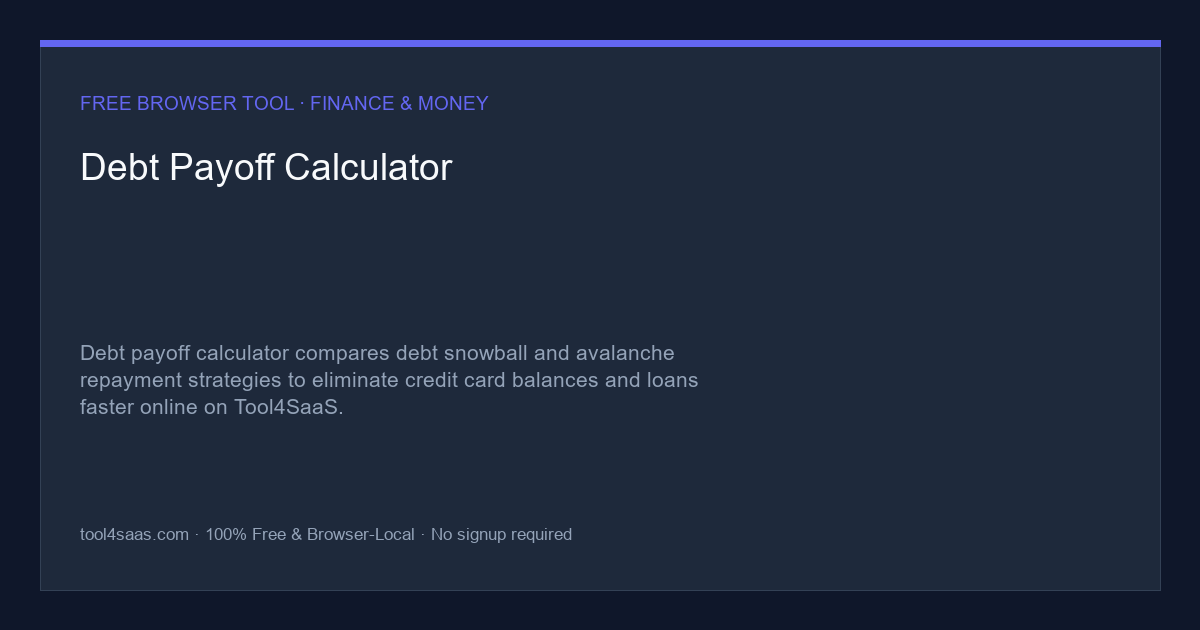 FREE BROWSER TOOL · FINANCE & MONEY
Debt Payoff Calculator
Debt payoff calculator compares debt snowball and avalanche
repayment strategies to eliminate credit card balances and loans
faster online on Tool4SaaS.
tool4saas.com · 100% Free & Browser-Local · No signup required